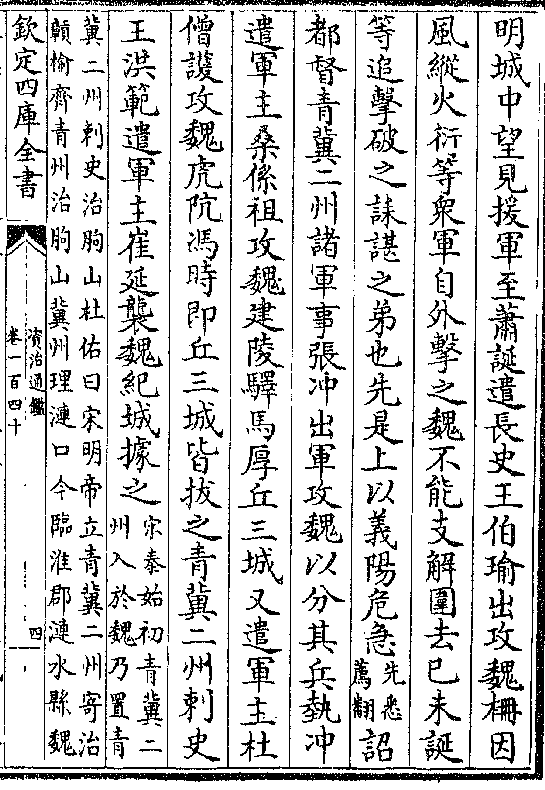 明城中望見援軍至蕭誕遣長史王伯瑜出攻魏柵因
風縱火衍等衆軍自外擊之魏不能支解圍去己未誕
等追擊破之誄諶之弟也先是上以義陽危急先悉薦翻詔
都督青冀二州諸軍事張冲出軍攻魏以分其兵埶冲
遣軍主桑係祖攻魏建陵驛馬厚丘三城又遣軍主杜
僧護攻魏虎阬馮時即丘三城皆拔之青冀二州刺史
王洪範遣軍主崔延襲魏紀城據之宋泰始初青冀二州入於魏乃置青
冀二州刺史治朐山杜佑曰宋明帝立青冀二州寄治
贑榆齊青州治朐山冀州理漣口今臨淮郡漣水縣魏
欽定四庫全書
資治通鑑
卷一百四十
四